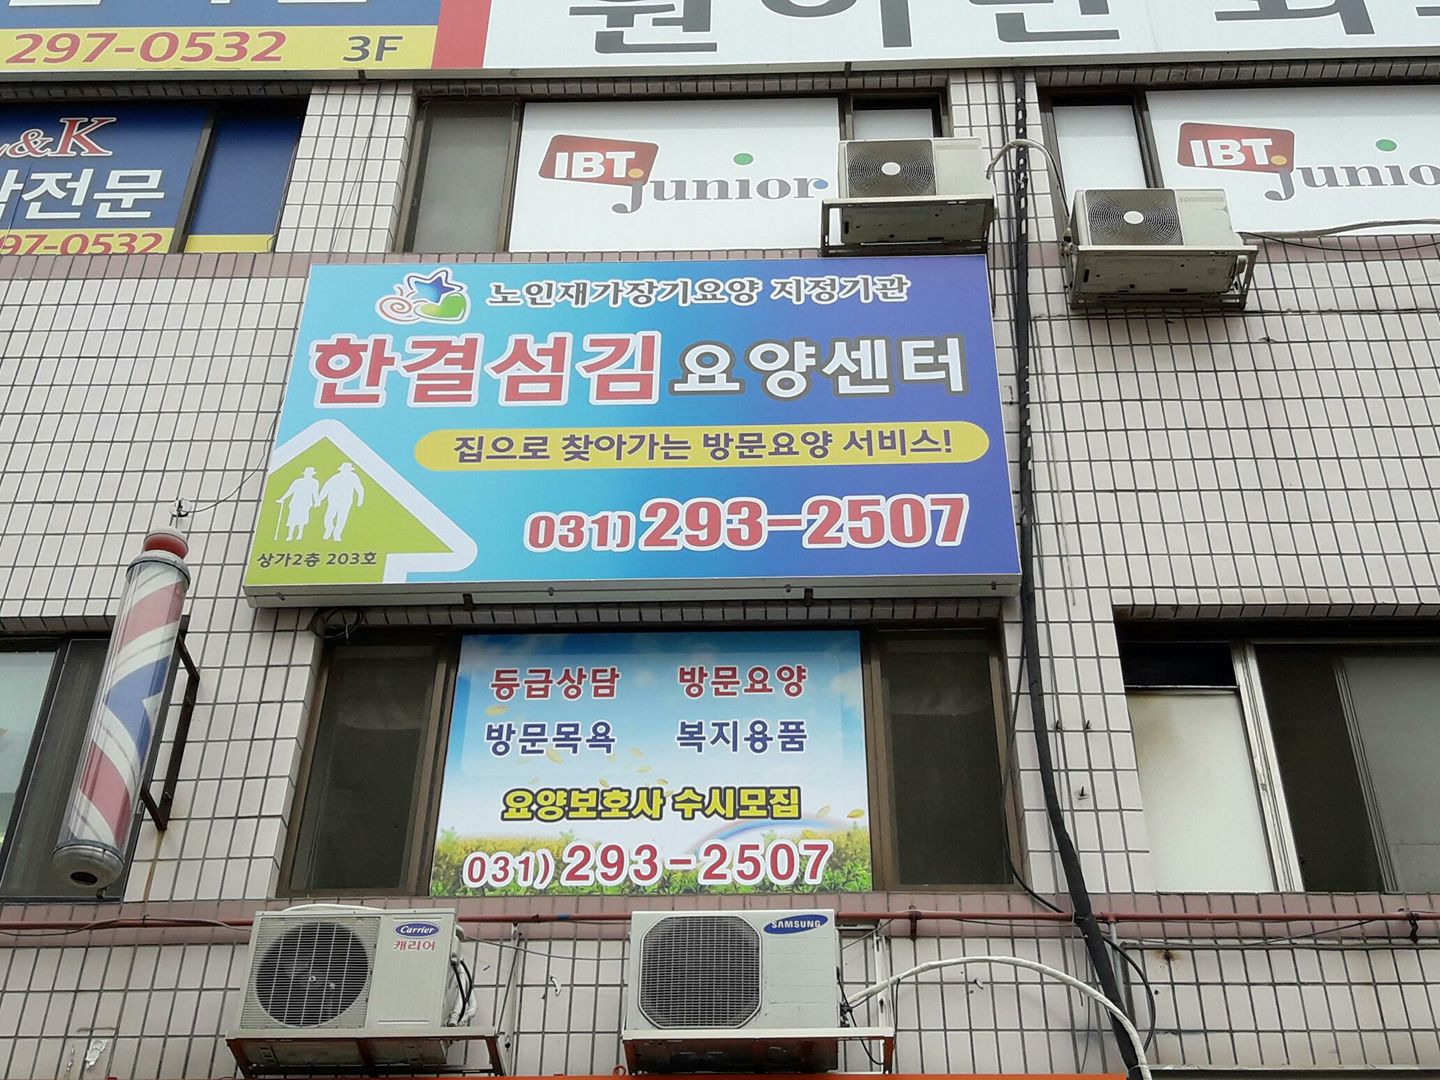 297-0532 3F
&K
전문
97-0532
IBT
Junior
IBT
Junio
노인재가장기요양 지정기관
한결섬김 요양센터
집으로 찾아가는 방문요양 서비스!
031) 293-2507
상가2층 203호
등급상담 방문요양
방문목욕 복지용품
요양보호사 수시모집
031) 293-2507
Carrier
캐리어
SAMSUNG